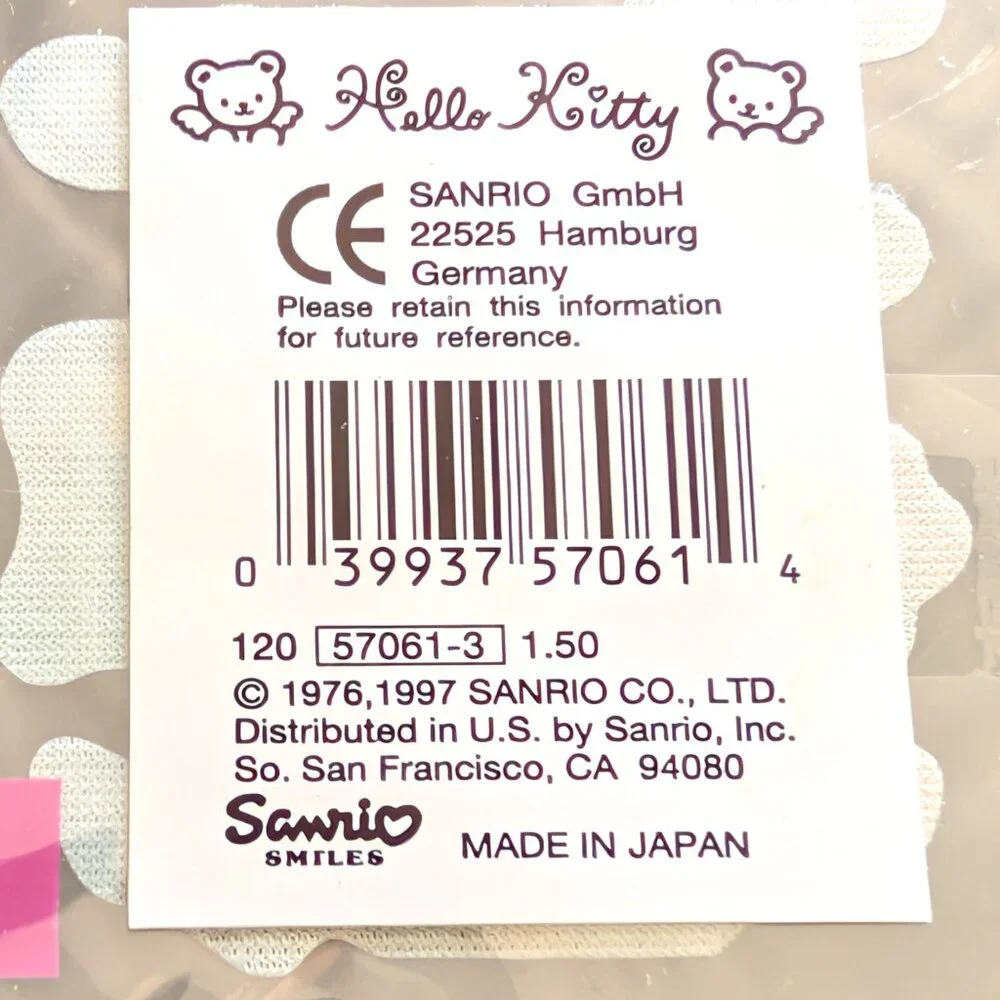 Hello Kitty
CE SANRIO GmbH
22525 Hamburg
Germany
Please retain this information
for future reference.
0 39937 57061 4
120 57061-3 1.50
© 1976,1997 SANRIO CO., LTD.
Distributed in U.S. by Sanrio, Inc.
So. San Francisco, CA 94080
Sanrio
SMILES
MADE IN JAPAN